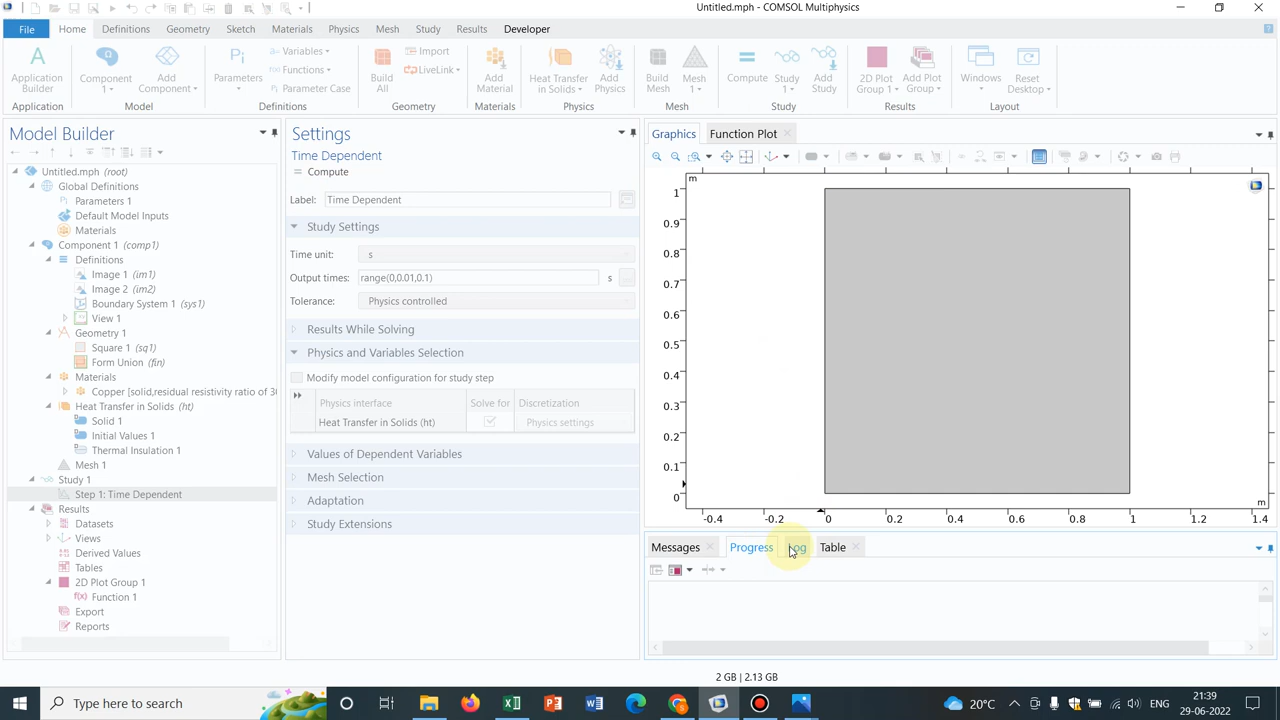 Untitled.mph - COMSOL Multiphysics
File Home Definitions Geometry Sketch Materials Physics Mesh Study Results Developer
Application Builder
Component 1
Add Component
Parameters
a= Variables
f(x) Functions
Pi Parameter Case
Build All
Import
LiveLink
Add Material
Heat Transfer in Solids
Add Physics
Build Mesh
Mesh 1
Compute
Study 1
Add Study
2D Plot Group 1
Add Plot Group
Windows
Reset Desktop
Application Model Definitions Geometry Materials Physics Mesh Study Results Layout
Model Builder
Untitled.mph (root)
Global Definitions
Parameters 1
Default Model Inputs
Materials
Component 1 (comp1)
Definitions
Image 1 (im1)
Image 2 (im2)
Boundary System 1 (sys1)
View 1
Geometry 1
Square 1 (sq1)
Form Union (fin)
Materials
Copper [solid,residual resistivity ratio of 30
Heat Transfer in Solids (ht)
Solid 1
Initial Values 1
Thermal Insulation 1
Mesh 1
Study 1
Step 1: Time Dependent
Results
Datasets
Views
Derived Values
Tables
2D Plot Group 1
f(x) Function 1
Export
Reports
Settings
Time Dependent
= Compute
Label: Time Dependent
Study Settings
Time unit: s
Output times: range(0,0.01,0.1) s
Tolerance: Physics controlled
Results While Solving
Physics and Variables Selection
Modify model configuration for study step
Physics interface Solve for Discretization
Heat Transfer in Solids (ht) Physics settings
Values of Dependent Variables
Mesh Selection
Adaptation
Study Extensions
Graphics Function Plot
m
1
0.9
0.8
0.7
0.6
0.5
0.4
0.3
0.2
0.1
0
m
-0.4 -0.2 0 0.2 0.4 0.6 0.8 1 1.2 1.4
Messages Progress Log Table
2 GB | 2.13 GB
Type here to search
20°C
ENG
21:39
29-06-2022